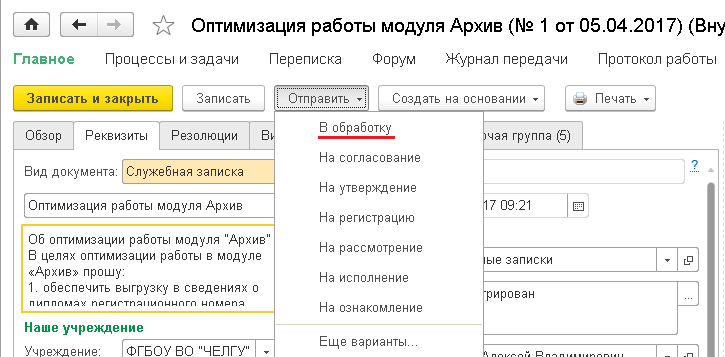 Оптимизация работы модуля Архив (№ 1 от 05.04.2017) (Вну
Главное Процессы и задачи Переписка Форум Журнал передачи Протокол работы
Записать и закрыть Записать Отправить Создать на основании Печать
Обзор Реквизиты Резолюции Ви чая группа (5)
Вид документа: Служебная записка ?
Оптимизация работы модуля Архив 17 09:21
Об оптимизации работы модуля "Архив"
В целях оптимизации работы в модуле
«Архив» прошу:
1. обеспечить выгрузку в сведениях о
дипломах регистрационного номера
ные записки
трирован
...
Наше учреждение
Учреждение: ФГБОУ ВО "ЧЕЛГУ" Алексей Владимирович
В обработку
На согласование
На утверждение
На регистрацию
На рассмотрение
На исполнение
На ознакомление
Еще варианты...